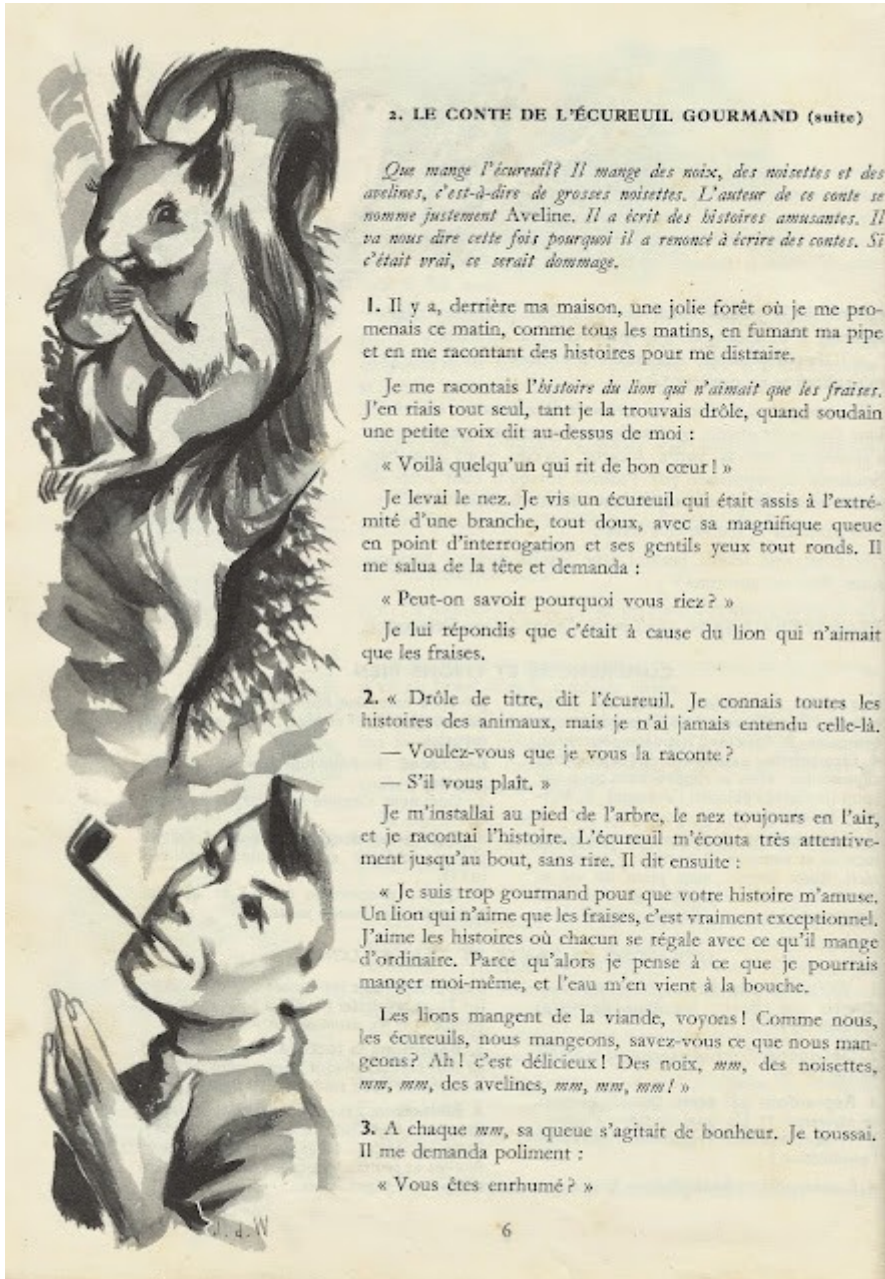 2. LE CONTE DE L'ÉCUREUIL GOURMAND (suite)
Que mange l'écureuil? Il mange des noix, des noisettes et des
avelines, c'est-à-dire de grosses noisettes. L'auteur de ce conte se
nomme justement Aveline. Il a écrit des histoires amusantes. Il
va nous dire cette fois pourquoi il a renoncé à écrire des contes. Si
c'était vrai, ce serait dommage.
1. Il y a, derrière ma maison, une jolie forêt où je me pro-
menais ce matin, comme tous les matins, en fumant ma pipe
et en me racontant des histoires pour me distraire.
Je me racontais l'histoire du lion qui n'aimait que les fraises.
J'en riais tout seul, tant je la trouvais drôle, quand soudain
une petite voix dit au-dessus de moi :
« Voilà quelqu'un qui rit de bon cœur ! »
Je levai le nez. Je vis un écureuil qui était assis à l'extré-
mité d'une branche, tout doux, avec sa magnifique queue
en point d'interrogation et ses gentils yeux tout ronds. Il
me salua de la tête et demanda :
« Peut-on savoir pourquoi vous riez ? »
Je lui répondis que c'était à cause du lion qui n'aimait
que les fraises.
2. « Drôle de titre, dit l'écureuil. Je connais toutes les
histoires des animaux, mais je n'ai jamais entendu celle-là.
— Voulez-vous que je vous la raconte ?
— S'il vous plaît. »
Je m'installai au pied de l'arbre, le nez toujours en l'air,
et je racontai l'histoire. L'écureuil m'écouta très attentive-
ment jusqu'au bout, sans rire. Il dit ensuite :
« Je suis trop gourmand pour que votre histoire m'amuse.
Un lion qui n'aime que les fraises, c'est vraiment exceptionnel.
J'aime les histoires où chacun se régale avec ce qu'il mange
d'ordinaire. Parce qu'alors je pense à ce que je pourrais
manger moi-même, et l'eau m'en vient à la bouche.
Les lions mangent de la viande, voyons ! Comme nous,
les écureuils, nous mangeons, savez-vous ce que nous man-
geons? Ah ! c'est délicieux ! Des noix, mm, des noisettes,
mm, mm, des avelines, mm, mm, mm ! »
3. A chaque mm, sa queue s'agitait de bonheur. Je toussai.
Il me demanda poliment :
« Vous êtes enrhumé ? »
6